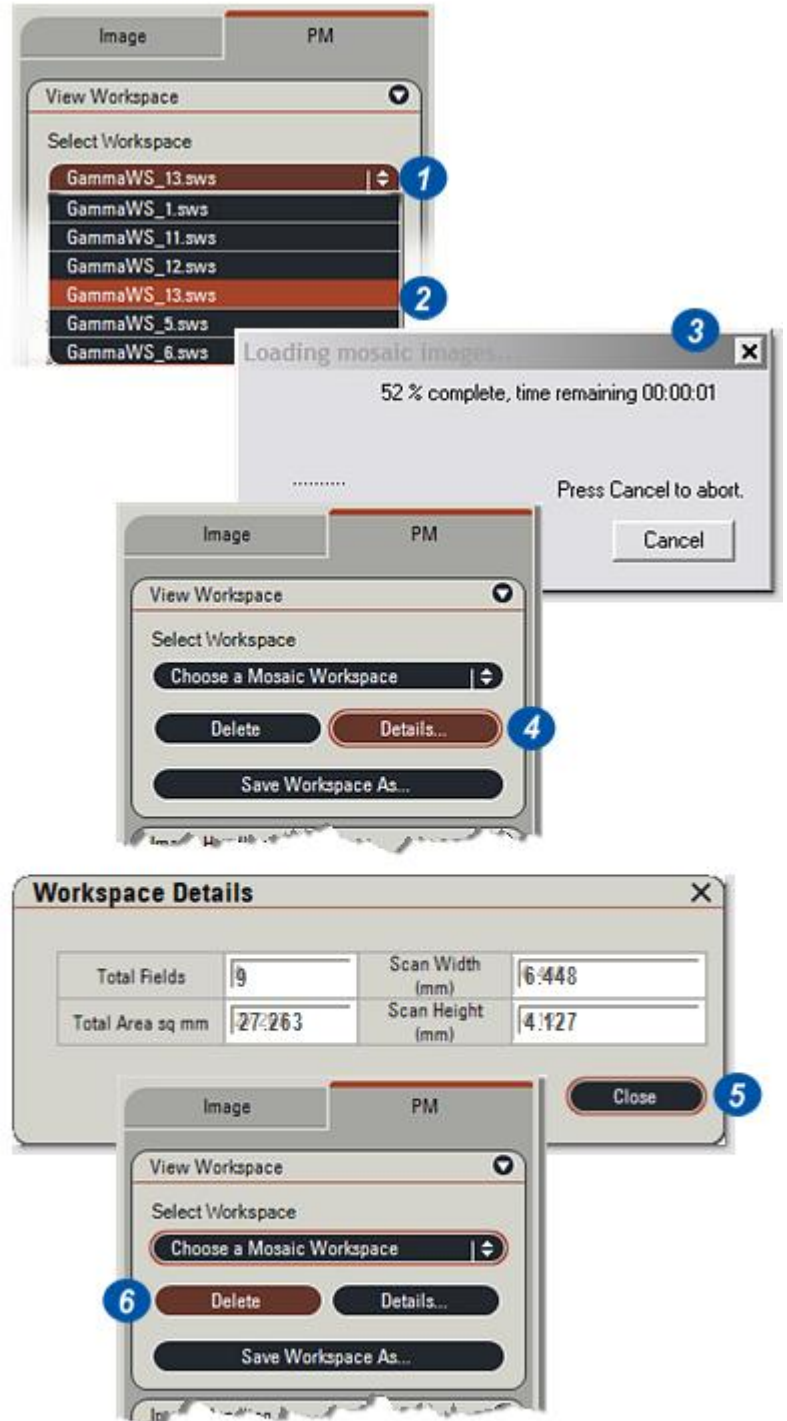 Image PM
View Workspace
Select Workspace
GammaWS_13.sws
1
GammaWS_1.sws
GammaWS_11.sws
GammaWS_12.sws
GammaWS_13.sws
2
GammaWS_5.sws
GammaWS_6.sws
3
Loading mosaic images...
52 % complete, time remaining 00:00:01
..........
Press Cancel to abort.
Cancel
Image PM
View Workspace
Select Workspace
Choose a Mosaic Workspace
Delete Details... 4
Save Workspace As...
Workspace Details
Total Fields 9 Scan Width (mm) 6.448
Total Area sq mm 27.263 Scan Height (mm) 4.127
Close 5
Image PM
View Workspace
Select Workspace
Choose a Mosaic Workspace
6 Delete Details...
Save Workspace As...